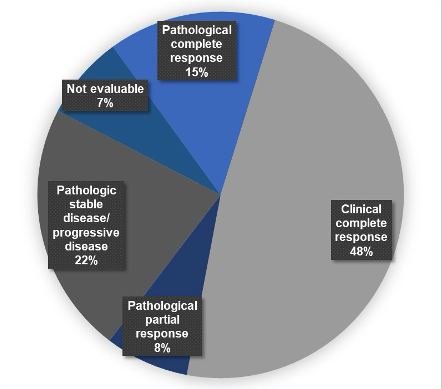 Pathological
complete
response
15%
Not evaluable
7%
Clinical
complete
response
48%
Pathologic
stable
disease/
progressive
disease
22%
Pathological
partial
response
8%